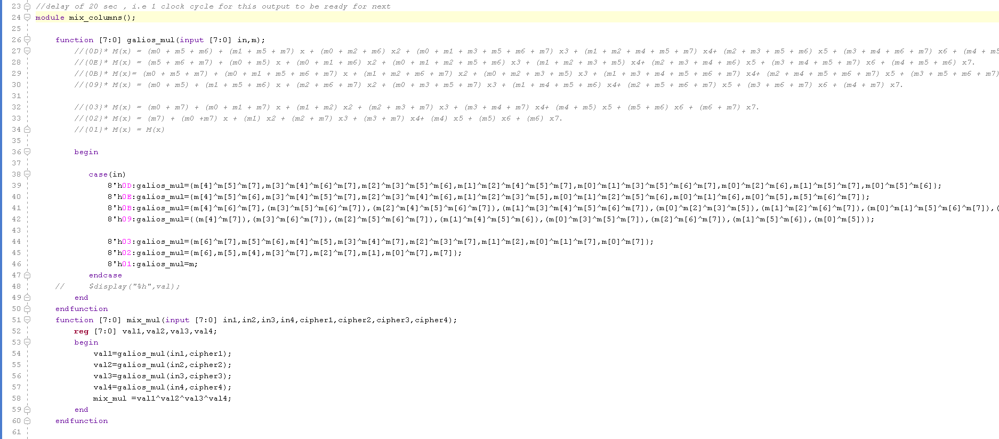 23 //delay of 20 sec , i.e 1 clock cycle for this output to be ready for next
24 module mix_columns();
25
26 function [7:0] galios_mul(input [7:0] in,m);
27 //{0D}* M(x) = (m0 + m5 + m6) + (m1 + m5 + m7) x + (m0 + m2 + m6) x2 + (m0 + m1 + m3 + m5 + m6 + m7) x3 + (m1 + m2 + m4 + m5 + m7) x4+ (m2 + m3 + m5 + m6) x5 + (m3 + m4 + m6 + m7) x6 + (m4 + m5
28 //{0E}* M(x) = (m5 + m6 + m7) + (m0 + m5) x + (m0 + m1 + m6) x2 + (m0 + m1 + m2 + m5 + m6) x3 + (m1 + m2 + m3 + m5) x4+ (m2 + m3 + m4 + m6) x5 + (m3 + m4 + m5 + m7) x6 + (m4 + m5 + m6) x7.
29 //{0B}* M(x)= (m0 + m5 + m7) + (m0 + m1 + m5 + m6 + m7) x + (m1 + m2 + m6 + m7) x2 + (m0 + m2 + m3 + m5) x3 + (m1 + m3 + m4 + m5 + m6 + m7) x4+ (m2 + m4 + m5 + m6 + m7) x5 + (m3 + m5 + m6 + m7)
30 //{09}* M(x) = (m0 + m5) + (m1 + m5 + m6) x + (m2 + m6 + m7) x2 + (m0 + m3 + m5 + m7) x3 + (m1 + m4 + m5 + m6) x4+ (m2 + m5 + m6 + m7) x5 + (m3 + m6 + m7) x6 + (m4 + m7) x7.
31
32 //{03}* M(x) = (m0 + m7) + (m0 + m1 + m7) x + (m1 + m2) x2 + (m2 + m3 + m7) x3 + (m3 + m4 + m7) x4+ (m4 + m5) x5 + (m5 + m6) x6 + (m6 + m7) x7.
33 //{02}* M(x) = (m7) + (m0 +m7) x + (m1) x2 + (m2 + m7) x3 + (m3 + m7) x4+ (m4) x5 + (m5) x6 + (m6) x7.
34 //{01}* M(x) = M(x)
35
36 begin
37
38 case(in)
39 8'h0D:galios_mul={m[4]^m[5]^m[7],m[3]^m[4]^m[6]^m[7],m[2]^m[3]^m[5]^m[6],m[1]^m[2]^m[4]^m[5]^m[7],m[0]^m[1]^m[3]^m[5]^m[6]^m[7],m[0]^m[2]^m[6],m[1]^m[5]^m[7],m[0]^m[5]^m[6]};
40 8'h0E:galios_mul={m[4]^m[5]^m[6],m[3]^m[4]^m[5]^m[7],m[2]^m[3]^m[4]^m[6],m[1]^m[2]^m[3]^m[5],m[0]^m[1]^m[2]^m[5]^m[6],m[0]^m[1]^m[6],m[0]^m[5],m[5]^m[6]^m[7]};
41 8'h0B:galios_mul={m[4]^m[6]^m[7],(m[3]^m[5]^m[6]^m[7]),(m[2]^m[4]^m[5]^m[6]^m[7]),(m[1]^m[3]^m[4]^m[5]^m[6]^m[7]),(m[0]^m[2]^m[3]^m[5]),(m[1]^m[2]^m[6]^m[7]),(m[0]^m[1]^m[5]^m[6]^m[7]),(
42 8'h09:galios_mul={(m[4]^m[7]),(m[3]^m[6]^m[7]),(m[2]^m[5]^m[6]^m[7]),(m[1]^m[4]^m[5]^m[6]),(m[0]^m[3]^m[5]^m[7]),(m[2]^m[6]^m[7]),(m[1]^m[5]^m[6]),(m[0]^m[5])};
43
44 8'h03:galios_mul={m[6]^m[7],m[5]^m[6],m[4]^m[5],m[3]^m[4]^m[7],m[2]^m[3]^m[7],m[1]^m[2],m[0]^m[1]^m[7],m[0]^m[7]};
45 8'h02:galios_mul={m[6],m[5],m[4],m[3]^m[7],m[2]^m[7],m[1],m[0]^m[7],m[7]};
46 8'h01:galios_mul=m;
47 endcase
48 // $display("%h",val);
49 end
50 endfunction
51 function [7:0] mix_mul(input [7:0] in1,in2,in3,in4,cipher1,cipher2,cipher3,cipher4);
52 reg [7:0] val1,val2,val3,val4;
53 begin
54 val1=galios_mul(in1,cipher1);
55 val2=galios_mul(in2,cipher2);
56 val3=galios_mul(in3,cipher3);
57 val4=galios_mul(in4,cipher4);
58 mix_mul =val1^val2^val3^val4;
59 end
60 endfunction
61